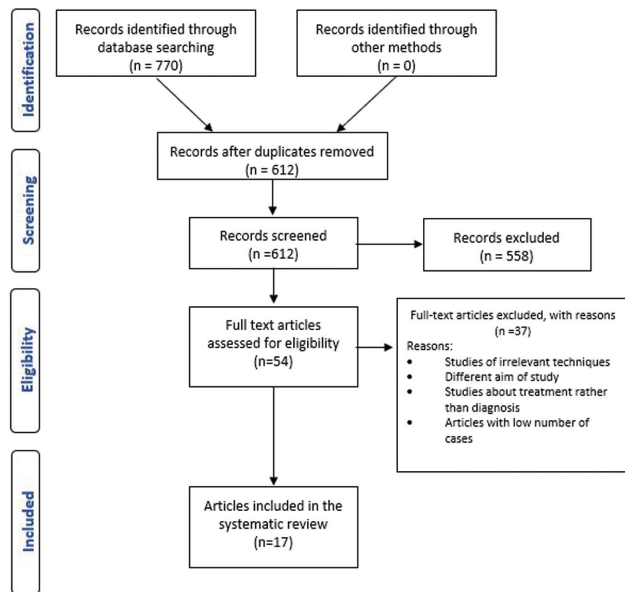 Identification
Records identified through
database searching
(n = 770)
Records identified through
other methods
(n = 0)
Records after duplicates removed
(n = 612)
Screening
Records screened
(n =612)
Records excluded
(n = 558)
Eligibility
Full text articles
assessed for eligibility
(n=54)
Full-text articles excluded, with reasons
(n =37)
Reasons:
• Studies of irrelevant techniques
• Different aim of study
• Studies about treatment rather
than diagnosis
• Articles with low number of
cases
Included
Articles included in the
systematic review
(n=17)